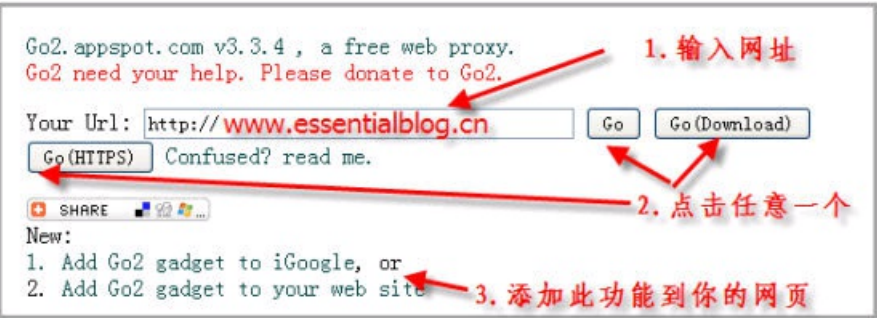 Go2.appspot.com v3.3.4 , a free web proxy.
1.输入网址
Go2 need your help. Please donate to Go2.
Your Url: http:// www.essentialblog.cn Go Go(Download)
Go(HTTPS) Confused? read me.
2.点击任意一个
SHARE ...
New:
1. Add Go2 gadget to iGoogle, or
2. Add Go2 gadget to your web site
3.添加此功能到你的网页